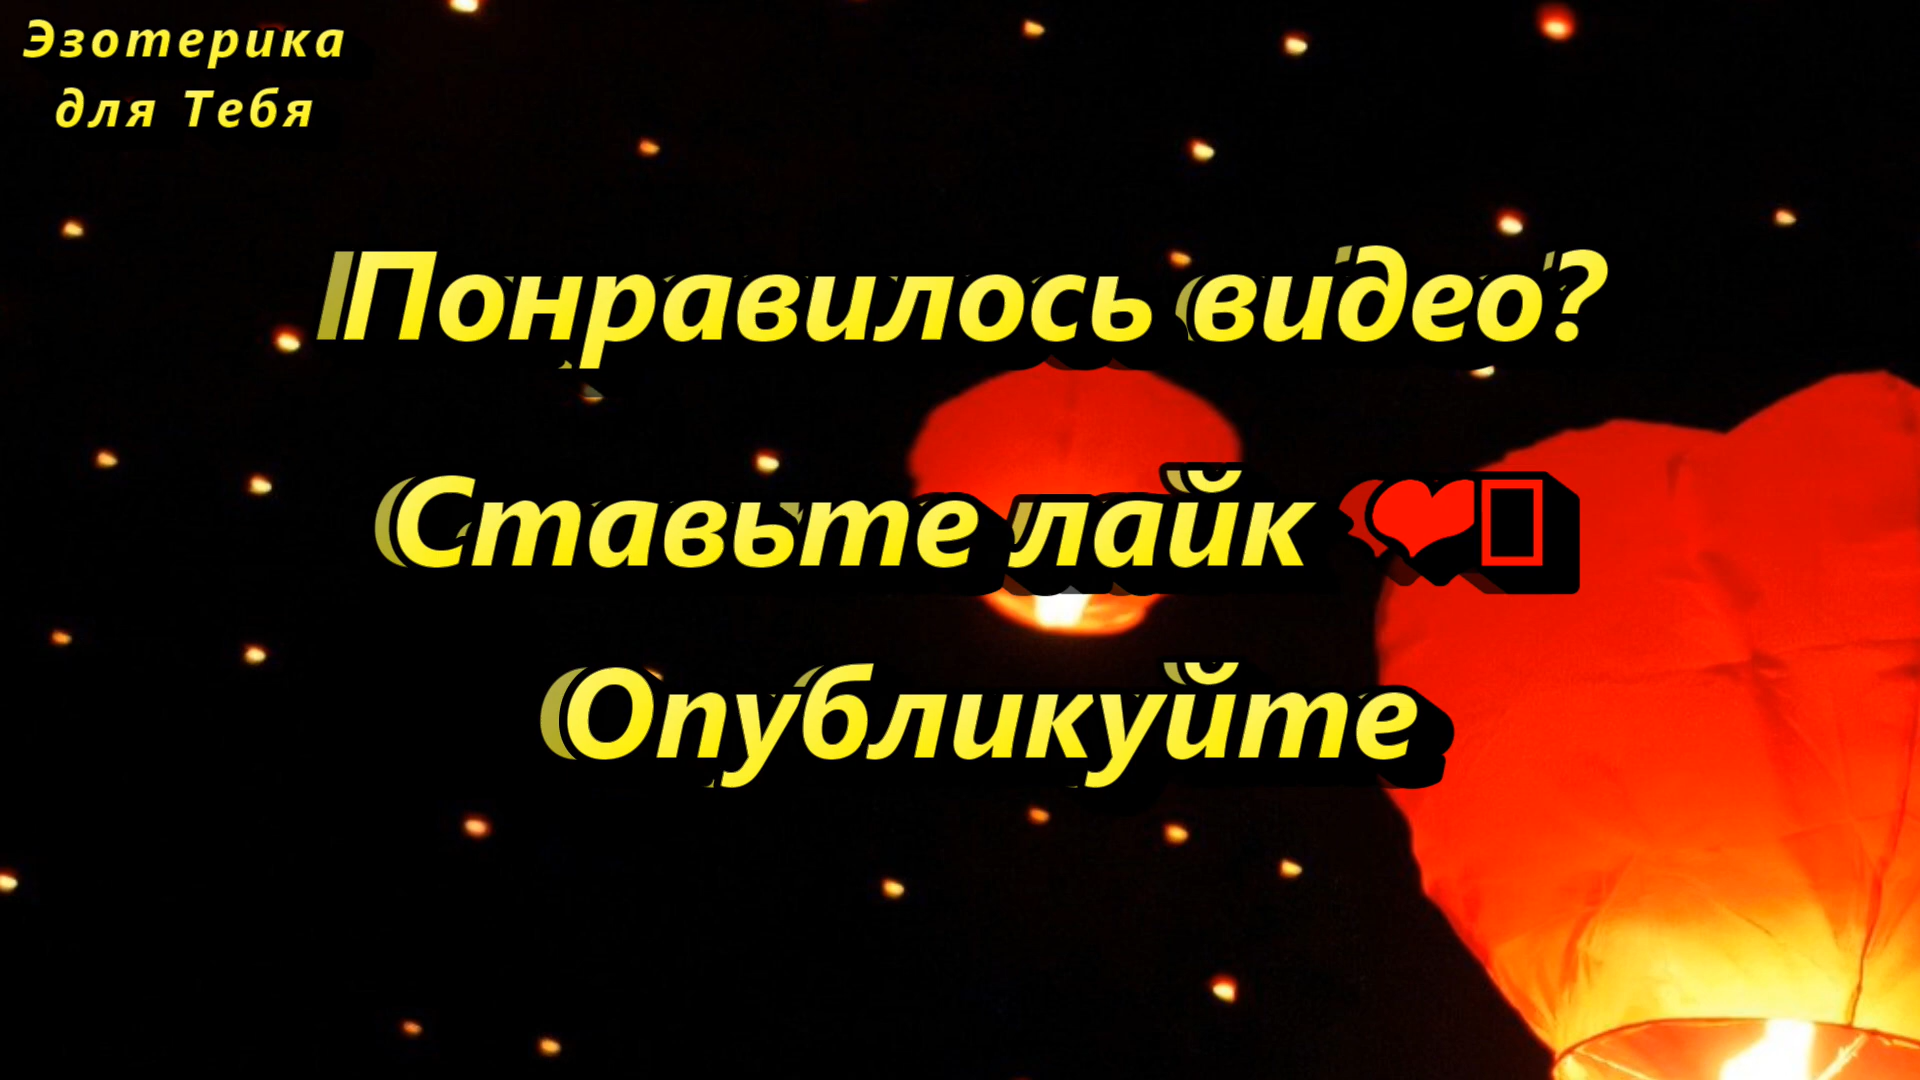 Эзотерика
для Тебя
Понравилось видео?
Ставьте лайк ❤
Опубликуйте